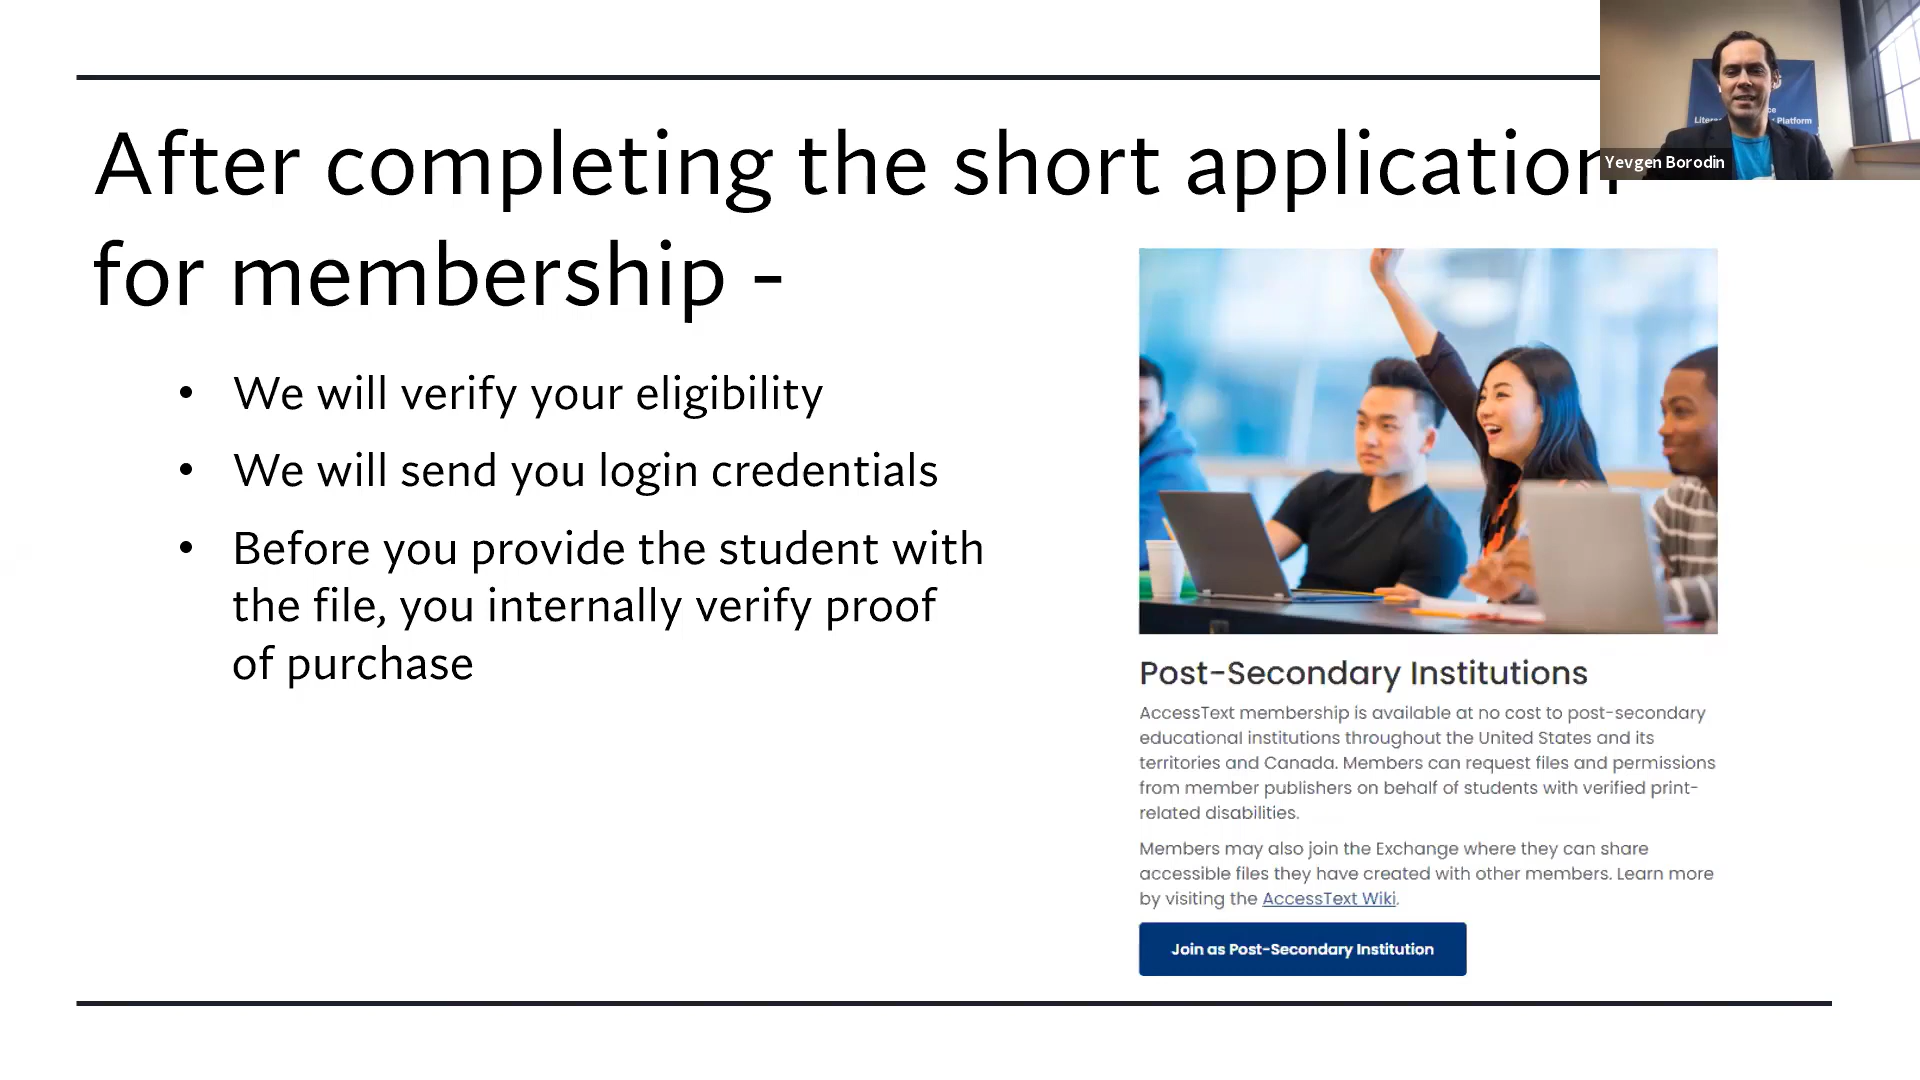 After completing the short application
for membership -
• We will verify your eligibility
• We will send you login credentials
• Before you provide the student with
the file, you internally verify proof
of purchase
Platform
Yevgen Borodin
Post-Secondary Institutions
AccessText membership is available at no cost to post-secondary
educational institutions throughout the United States and its
territories and Canada. Members can request files and permissions
from member publishers on behalf of students with verified print-
related disabilities.
Members may also join the Exchange where they can share
accessible files they have created with other members. Learn more
by visiting the AccessText Wiki.
Join as Post-Secondary Institution